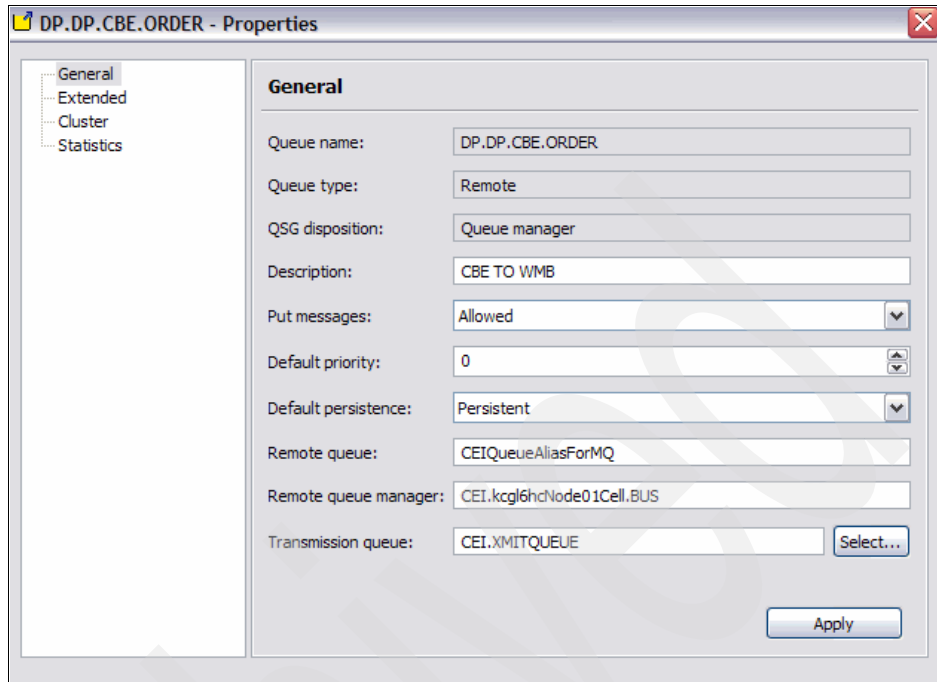 DP.DP.CBE.ORDER - Properties
General
Extended
Cluster
Statistics
General
Queue name: DP.DP.CBE.ORDER
Queue type: Remote
QSG disposition: Queue manager
Description: CBE TO WMB
Put messages: Allowed
Default priority: 0
Default persistence: Persistent
Remote queue: CEIQueueAliasForMQ
Remote queue manager: CEI.kcgl6hcNode01Cell.BUS
Transmission queue: CEI.XMITQUEUE Select...
Apply